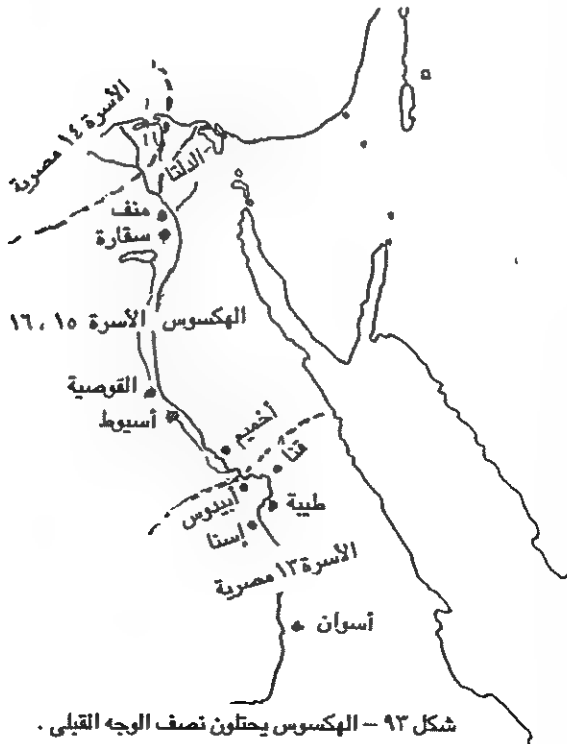 الأسرة ١٤ مصرية
الدلتا
منف
سقارة
الهكسوس الأسرة ١٥ ، ١٦
القوصية
أسيوط
أخميم
قنا
أبيدوس
طيبة
إسنا
الأسرة ١٣ مصرية
أسوان
شكل ٩٣ – الهكسوس يحتلون نصف الوجه القبلي .